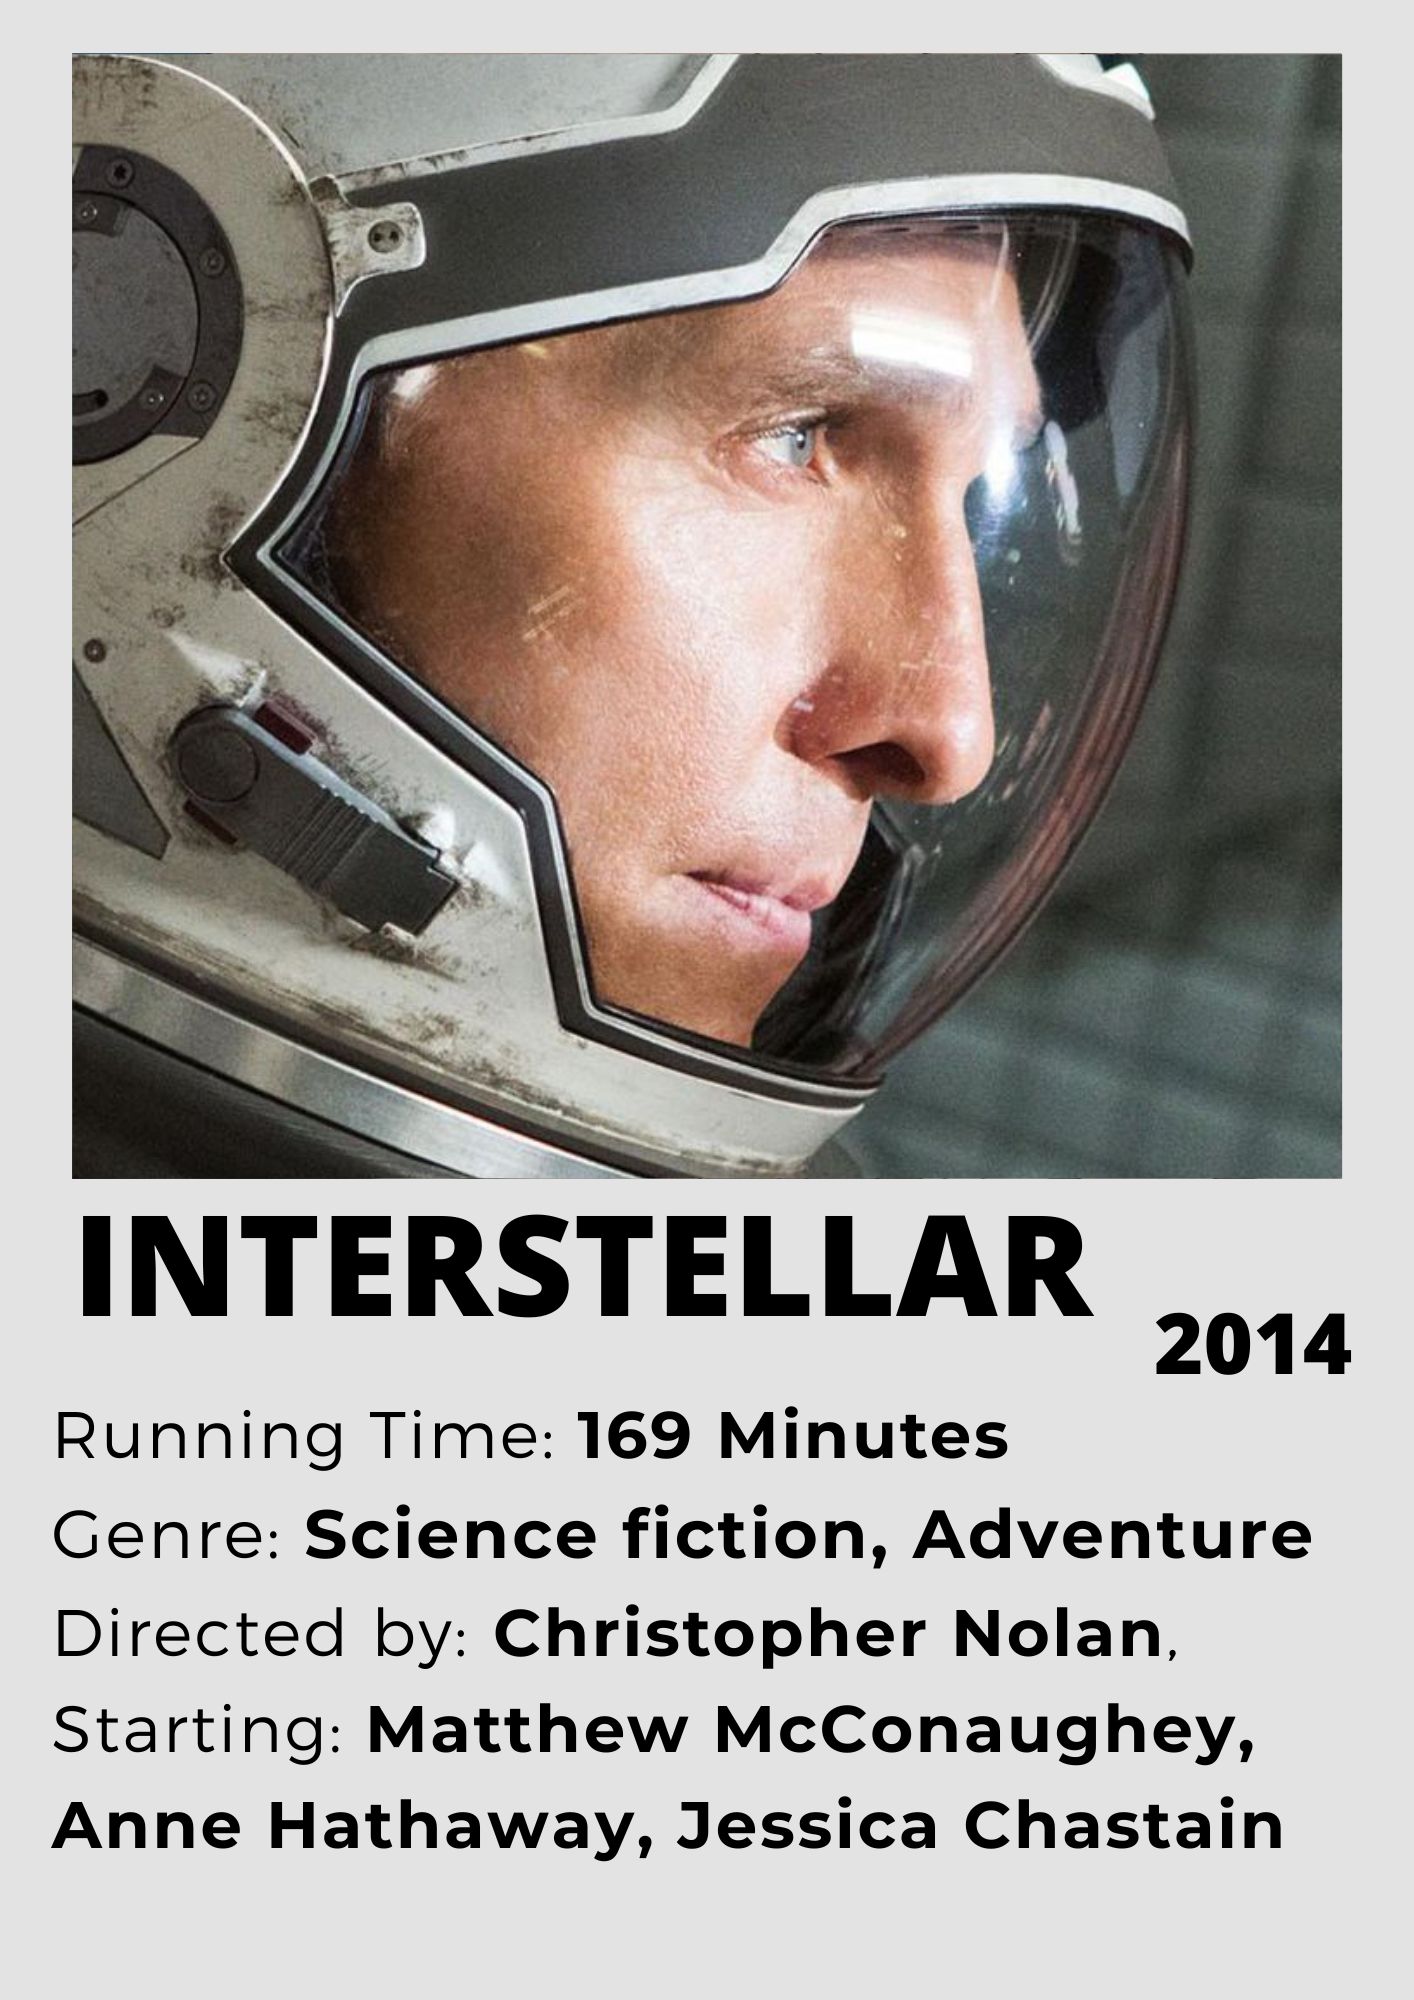 INTERSTELLAR
2014
Running Time: 169 Minutes
Genre: Science fiction, Adventure
Directed by: Christopher Nolan,
Starting: Matthew McConaughey,
Anne Hathaway, Jessica Chastain